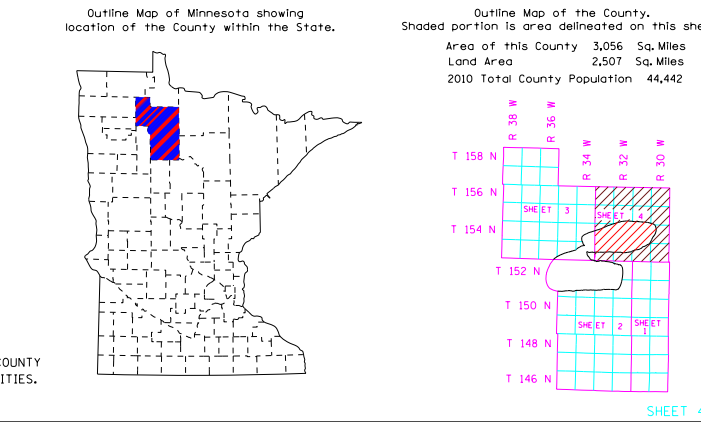 Outline Map of Minnesota showing
location of the County within the State.
Outline Map of the County.
Shaded portion is area delineated on this she
Area of this County 3,056 Sq. Miles
Land Area 2,507 Sq. Miles
2010 Total County Population 44,442
R 38 W
R 36 W
R 34 W
R 32 W
R 30 W
T 158 N
T 156 N
SHEET 3
SHEET 4
T 154 N
T 152 N
T 150 N
SHEET 2
SHEET 1
T 148 N
T 146 N
COUNTY
ITIES.
SHEET 4